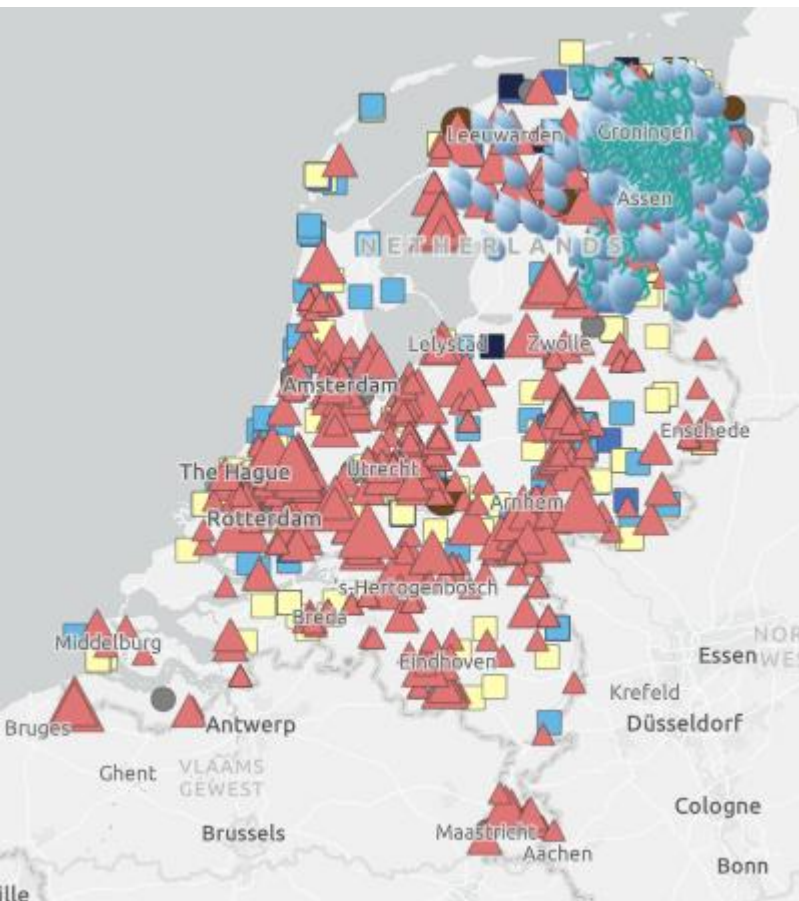 Leeuwarden
Groningen
Assen
NETHERLANDS
Lelystad
Zwolle
Amsterdam
Enschede
The Hague
Utrecht
Arnhem
Rotterdam
's-Hertogenbosch
Breda
Middelburg
Eindhoven
Essen
NOR
WES
Krefeld
Bruges
Antwerp
Düsseldorf
Ghent
VLAAMS
GEWEST
Cologne
Brussels
Maastricht
Aachen
Bonn
ille